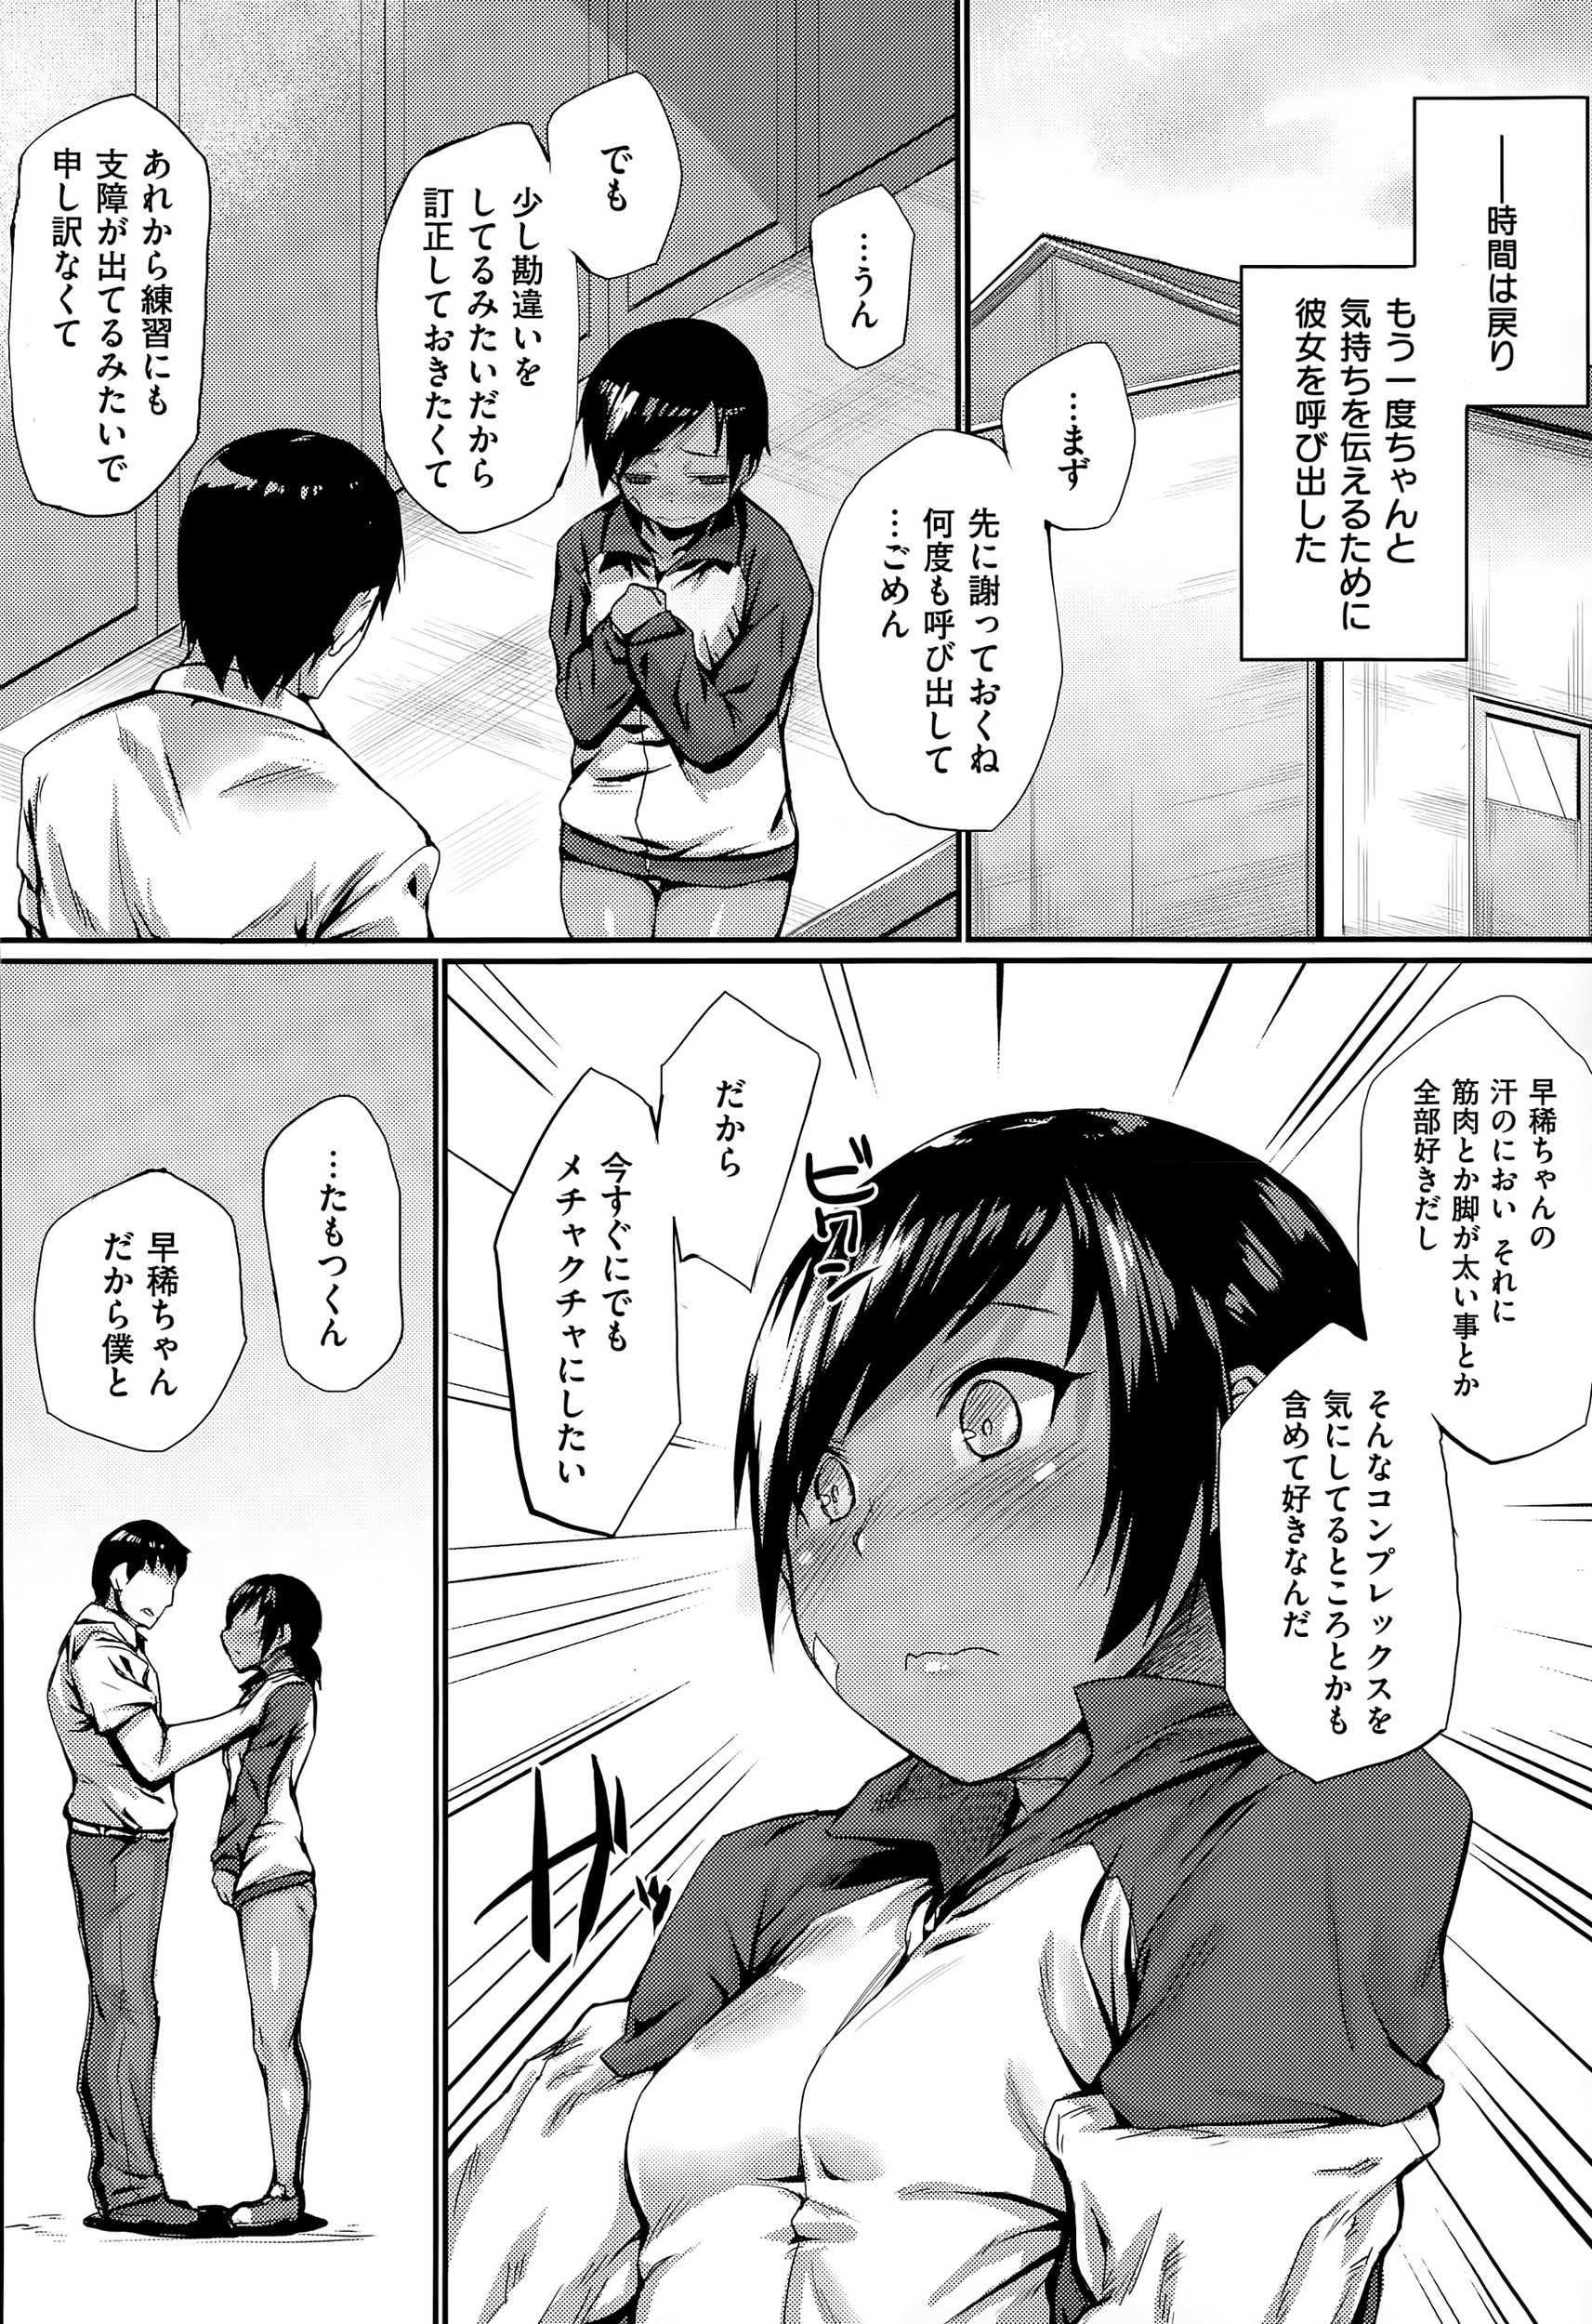 ――時間は戻り
もう一度ちゃんと
気持ちを伝えるために
彼女を呼び出した
…まず
先に謝っておくね
何度も呼び出して
…ごめん
…うん
でも
少し勘違いを
してるみたいだから
訂正しておきたくて
あれから練習にも
支障が出てるみたいで
申し訳なくて
早稀ちゃんの
汗のにおい それに
筋肉とか脚が太い事とか
全部好きだし
そんなコンプレックスを
気にしてるところとかも
含めて好きなんだ
ビクンッ
だから
今すぐにでも
メチャクチャにしたい
ガッ
…たもつくん
早稀ちゃん
だから僕と